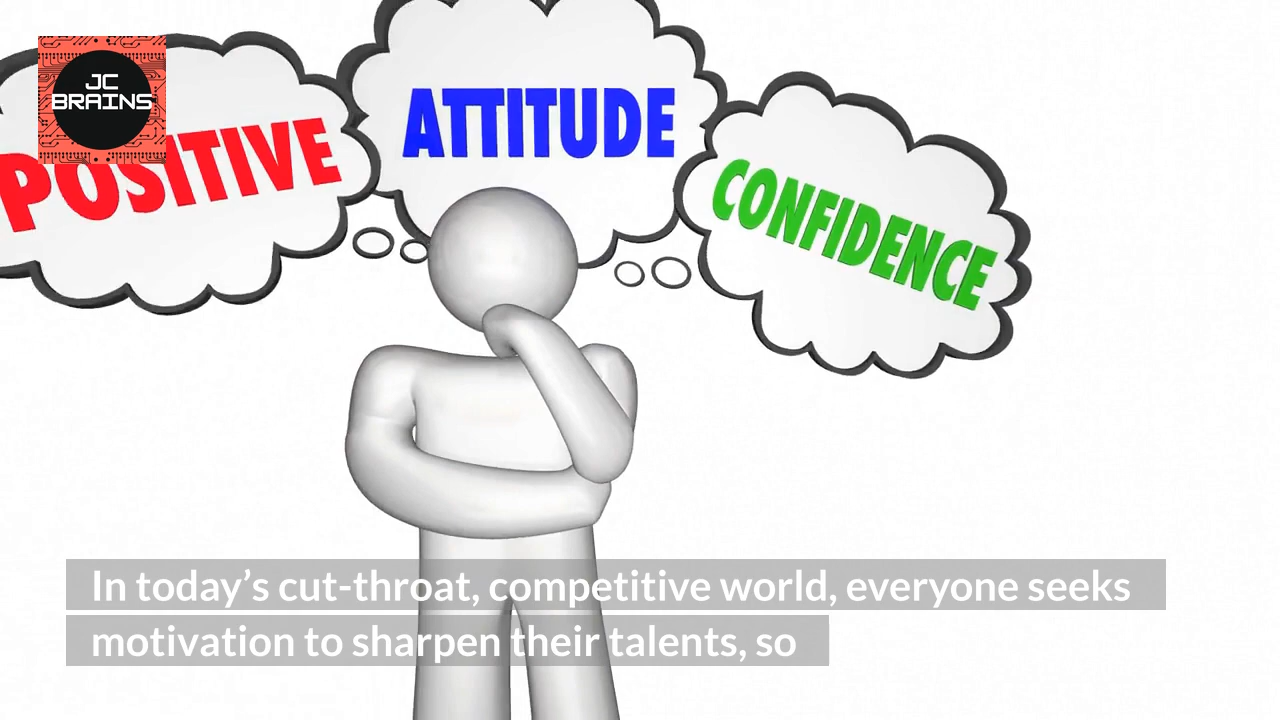 JC
BRAINS
POSITIVE
ATTITUDE
CONFIDENCE
In today’s cut-throat, competitive world, everyone seeks
motivation to sharpen their talents, so